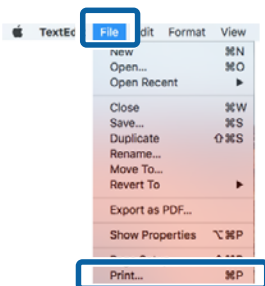 TextEd File dit Format View
New ⌘N
Open... ⌘O
Open Recent ▶
Close ⌘W
Save... ⌘S
Duplicate ⇧⌘S
Rename...
Move To...
Revert To ▶
Export as PDF...
Show Properties ⌥⌘P
Print... ⌘P